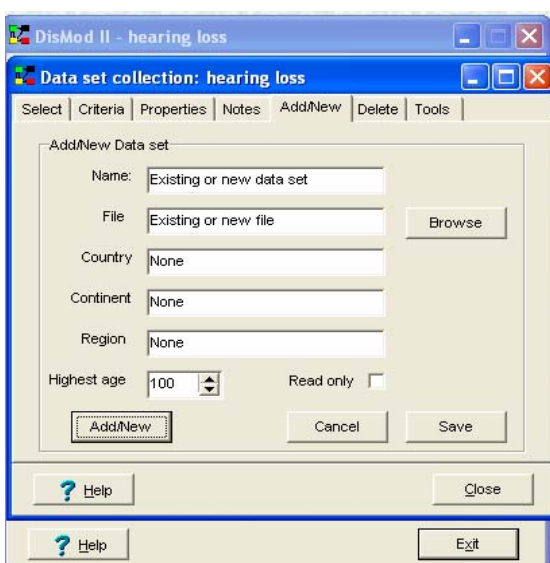 DisMod II - hearing loss
Data set collection: hearing loss
Select Criteria Properties Notes Add/New Delete Tools
Add/New Data set
Name: Existing or new data set
File Existing or new file Browse
Country None
Continent None
Region None
Highest age 100 Read only
Add/New Cancel Save
? Help Close
? Help Exit